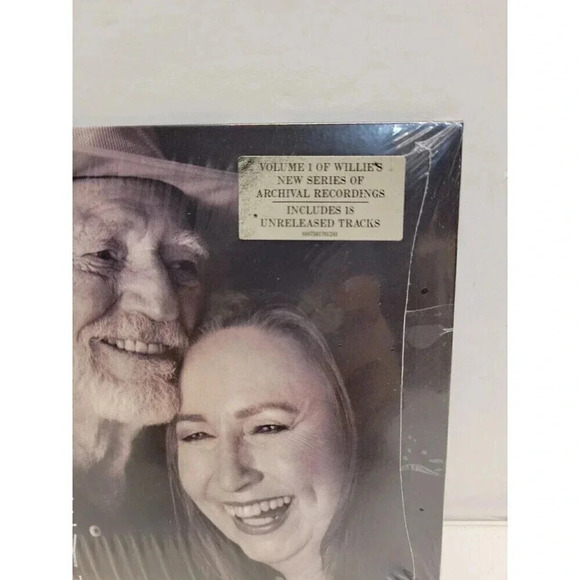 VOLUME 1 OF WILLIE'S
NEW SERIES OF
ARCHIVAL RECORDINGS
INCLUDES 18
UNRELEASED TRACKS